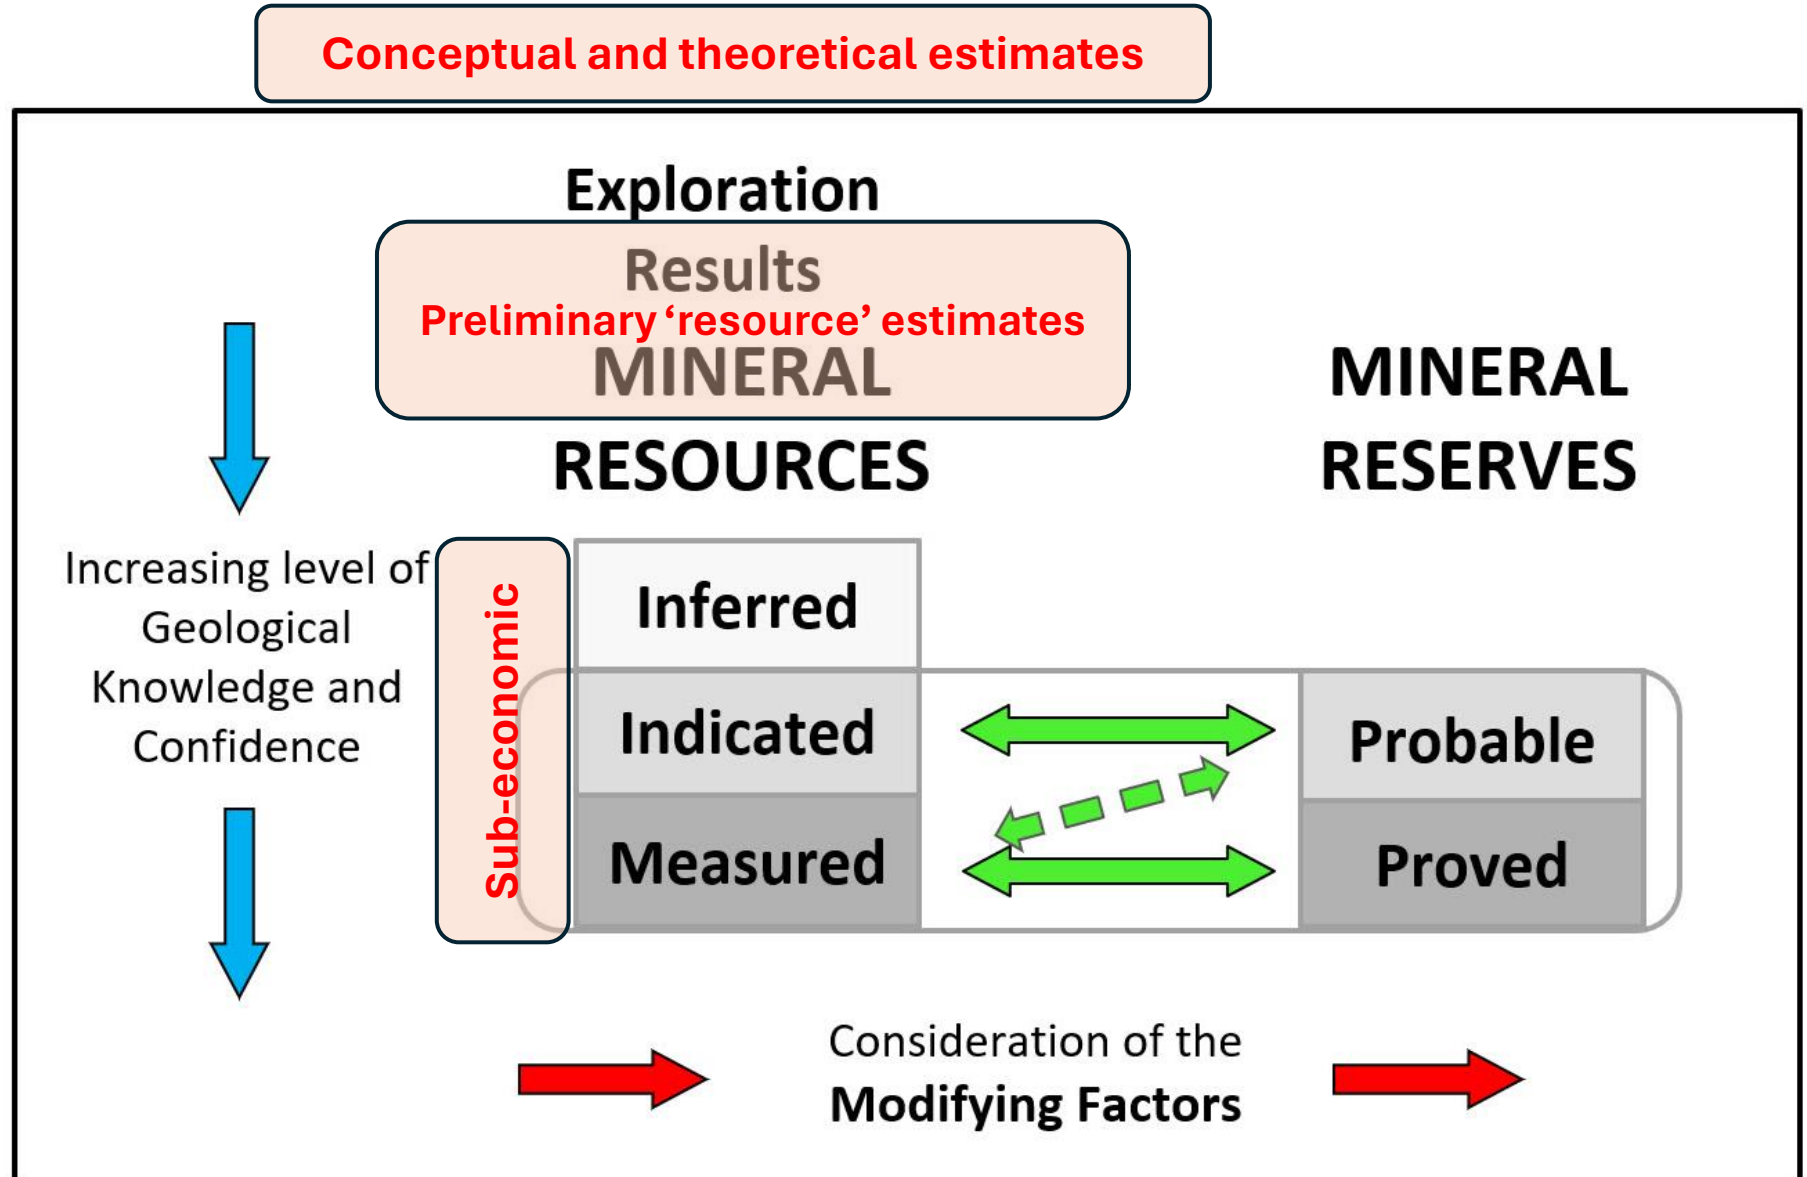 Conceptual and theoretical estimates
Exploration
Results
Preliminary ‘resource’ estimates
MINERAL
RESOURCES
MINERAL
RESERVES
Increasing level of
Geological
Knowledge and
Confidence
Sub-economic
Inferred
Indicated
Measured
Probable
Proved
Consideration of the
Modifying Factors